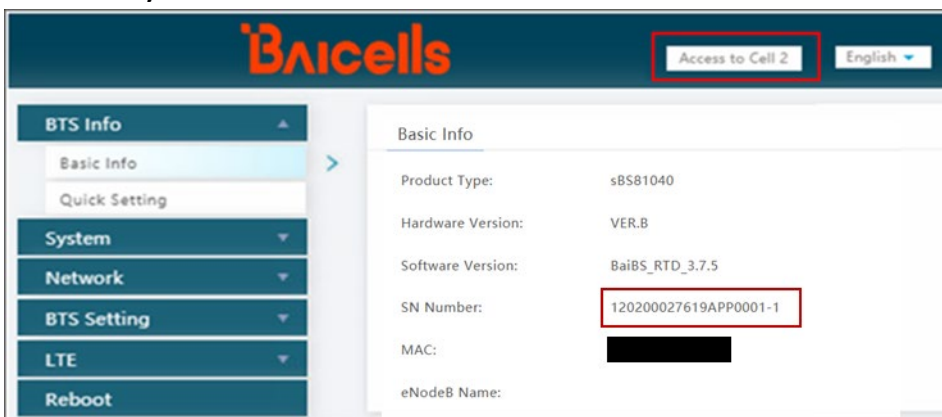 Baicells
Access to Cell 2
English
BTS Info
Basic Info
Quick Setting
System
Network
BTS Setting
LTE
Reboot
Basic Info
Product Type: sBS81040
Hardware Version: VER.B
Software Version: BaiBS_RTD_3.7.5
SN Number: 120200027619APP0001-1
MAC:
eNodeB Name: